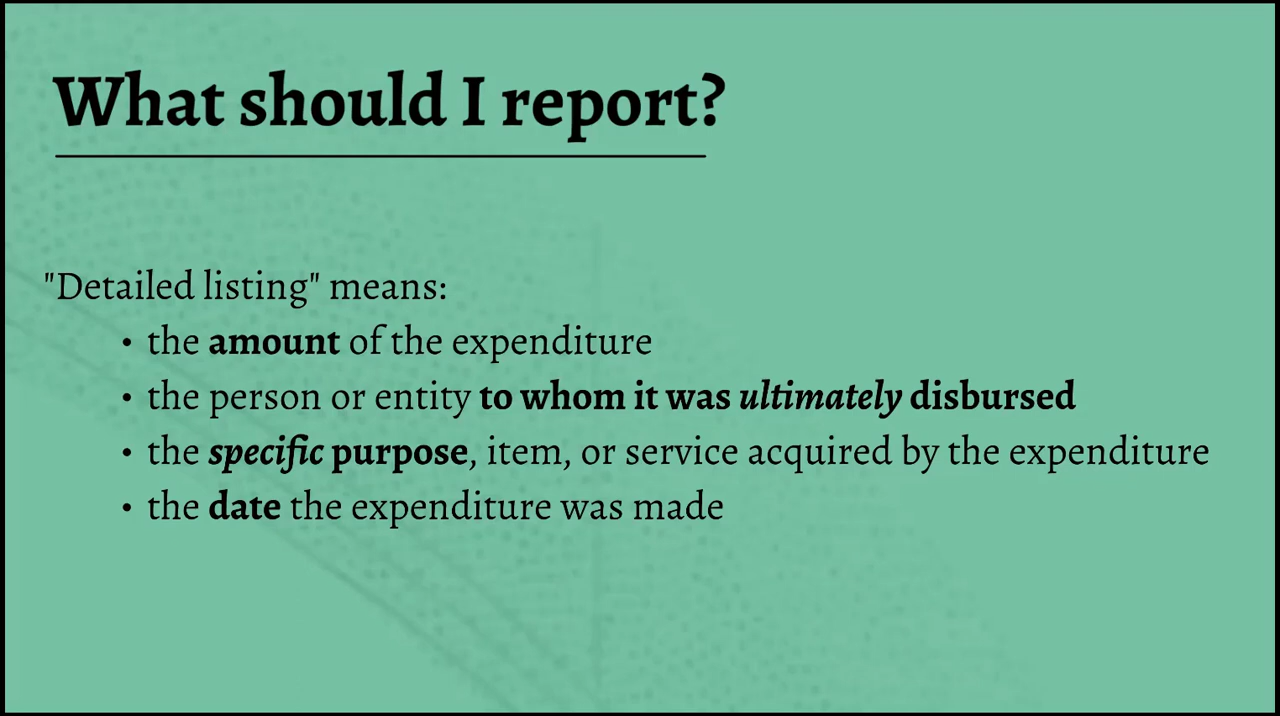 What should I report?
"Detailed listing" means:
• the amount of the expenditure
• the person or entity to whom it was ultimately disbursed
• the specific purpose, item, or service acquired by the expenditure
• the date the expenditure was made